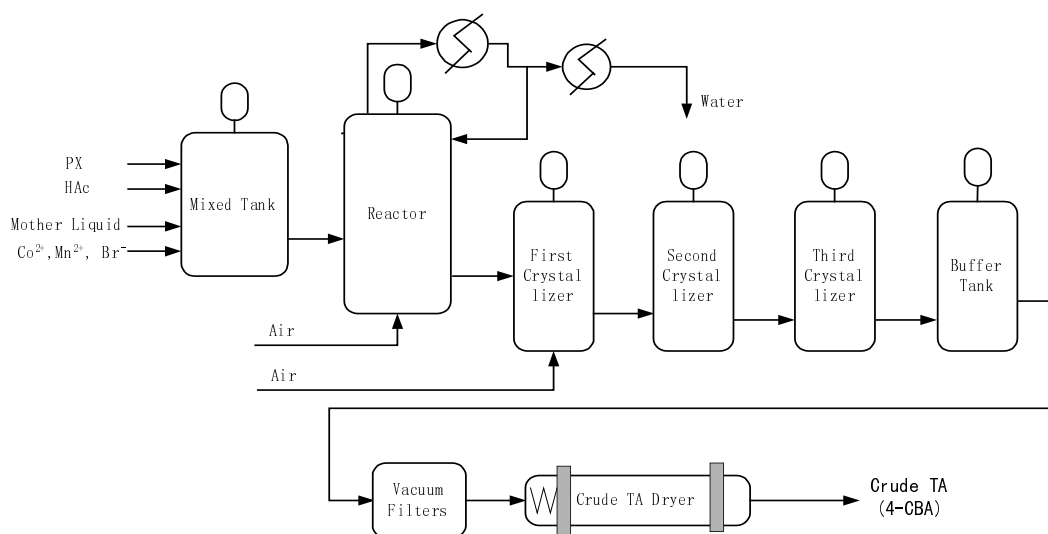 Water
PX
HAc
Mother Liquid
Co²⁺,Mn²⁺, Br⁻
Mixed Tank
Reactor
First
Crystal
lizer
Second
Crystal
lizer
Third
Crystal
lizer
Buffer
Tank
Air
Air
Vacuum
Filters
Crude TA Dryer
Crude TA
(4-CBA)